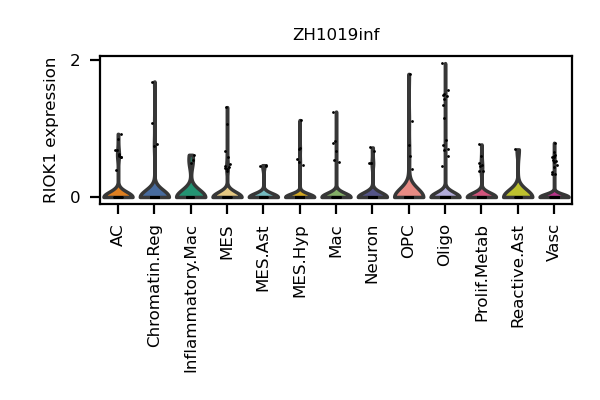 ZH1019inf
RIOK1 expression
2
0
AC
Chromatin.Reg
Inflammatory.Mac
MES
MES.Ast
MES.Hyp
Mac
Neuron
OPC
Oligo
Prolif.Metab
Reactive.Ast
Vasc